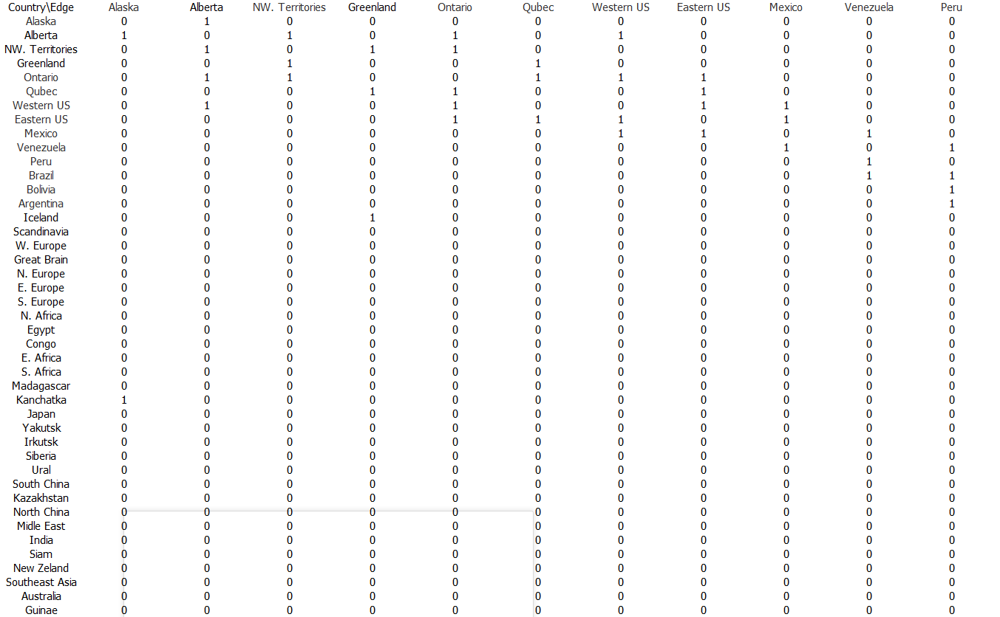 Country\Edge Alaska Alberta NW. Territories Greenland Ontario Qubec Western US Eastern US Mexico Venezuela Peru
Alaska 0 1 0 0 0 0 0 0 0 0 0
Alberta 1 0 1 0 1 0 1 0 0 0 0
NW. Territories 0 1 0 1 1 0 0 0 0 0 0
Greenland 0 0 1 0 0 1 0 0 0 0 0
Ontario 0 1 1 0 0 1 1 1 0 0 0
Qubec 0 0 0 1 1 0 0 1 0 0 0
Western US 0 1 0 0 1 0 0 1 1 0 0
Eastern US 0 0 0 0 1 1 1 0 1 0 0
Mexico 0 0 0 0 0 0 1 1 0 1 0
Venezuela 0 0 0 0 0 0 0 0 1 0 1
Peru 0 0 0 0 0 0 0 0 0 1 0
Brazil 0 0 0 0 0 0 0 0 0 1 1
Bolivia 0 0 0 0 0 0 0 0 0 0 1
Argentina 0 0 0 0 0 0 0 0 0 0 1
Iceland 0 0 0 1 0 0 0 0 0 0 0
Scandinavia 0 0 0 0 0 0 0 0 0 0 0
W. Europe 0 0 0 0 0 0 0 0 0 0 0
Great Brain 0 0 0 0 0 0 0 0 0 0 0
N. Europe 0 0 0 0 0 0 0 0 0 0 0
E. Europe 0 0 0 0 0 0 0 0 0 0 0
S. Europe 0 0 0 0 0 0 0 0 0 0 0
N. Africa 0 0 0 0 0 0 0 0 0 0 0
Egypt 0 0 0 0 0 0 0 0 0 0 0
Congo 0 0 0 0 0 0 0 0 0 0 0
E. Africa 0 0 0 0 0 0 0 0 0 0 0
S. Africa 0 0 0 0 0 0 0 0 0 0 0
Madagascar 0 0 0 0 0 0 0 0 0 0 0
Kanchatka 1 0 0 0 0 0 0 0 0 0 0
Japan 0 0 0 0 0 0 0 0 0 0 0
Yakutsk 0 0 0 0 0 0 0 0 0 0 0
Irkutsk 0 0 0 0 0 0 0 0 0 0 0
Siberia 0 0 0 0 0 0 0 0 0 0 0
Ural 0 0 0 0 0 0 0 0 0 0 0
South China 0 0 0 0 0 0 0 0 0 0 0
Kazakhstan 0 0 0 0 0 0 0 0 0 0 0
North China 0 0 0 0 0 0 0 0 0 0 0
Midle East 0 0 0 0 0 0 0 0 0 0 0
India 0 0 0 0 0 0 0 0 0 0 0
Siam 0 0 0 0 0 0 0 0 0 0 0
New Zeland 0 0 0 0 0 0 0 0 0 0 0
Southeast Asia 0 0 0 0 0 0 0 0 0 0 0
Australia 0 0 0 0 0 0 0 0 0 0 0
Guinae 0 0 0 0 0 0 0 0 0 0 0